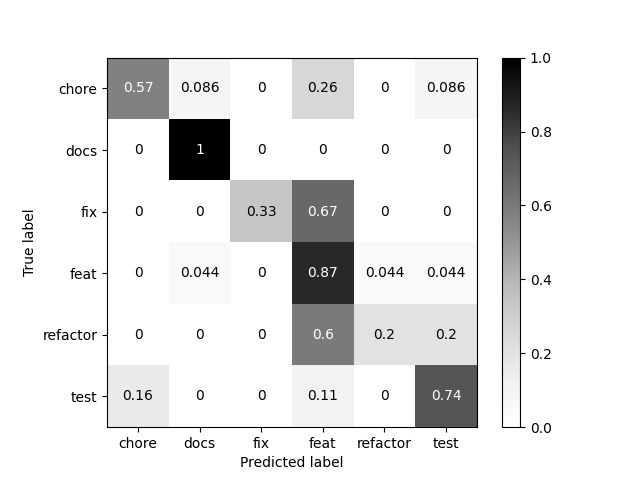 chore 0.57 0.086 0 0.26 0 0.086
docs 0 1 0 0 0 0
fix 0 0 0.33 0.67 0 0
feat 0 0.044 0 0.87 0.044 0.044
refactor 0 0 0 0.6 0.2 0.2
test 0.16 0 0 0.11 0 0.74
chore docs fix feat refactor test
Predicted label
True label
1.0
0.8
0.6
0.4
0.2
0.0